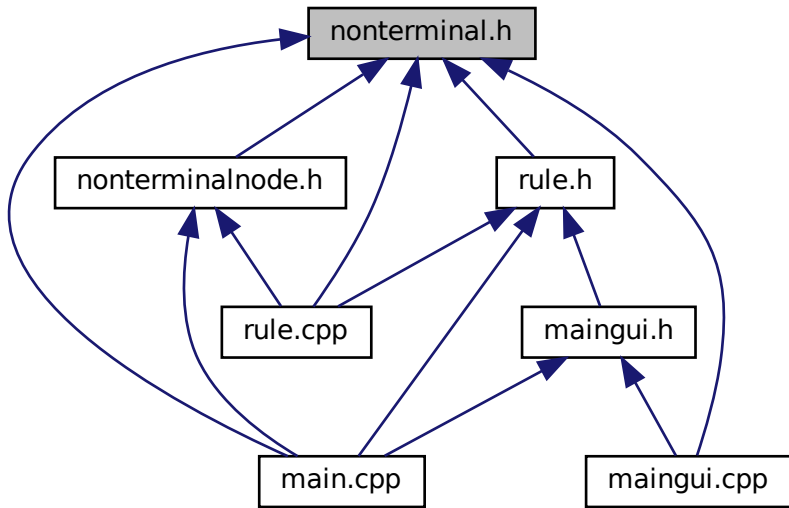 nonterminal.h
nonterminalnode.h
rule.h
rule.cpp
maingui.h
main.cpp
maingui.cpp